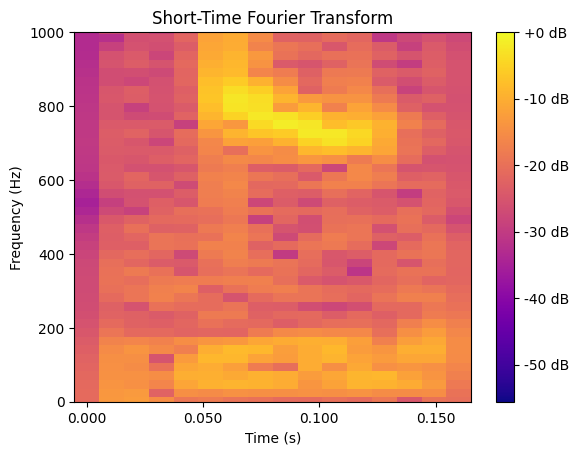 Short-Time Fourier Transform
1000
800
600
400
200
0
Frequency (Hz)
0.000
0.050
0.100
0.150
Time (s)
+0 dB
-10 dB
-20 dB
-30 dB
-40 dB
-50 dB